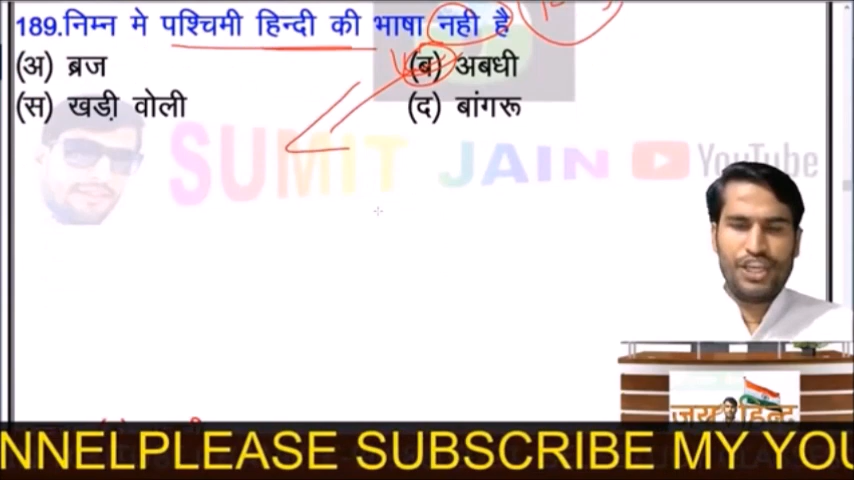 189.निम्न मे पश्चिमी हिन्दी की भाषा नही है
(अ) ब्रज (ब) अबधी
(स) खडी़ वोली (द) बांगरू
SUMIT JAIN YouTube
जय हिन्द
NNELPLEASE SUBSCRIBE MY YOU